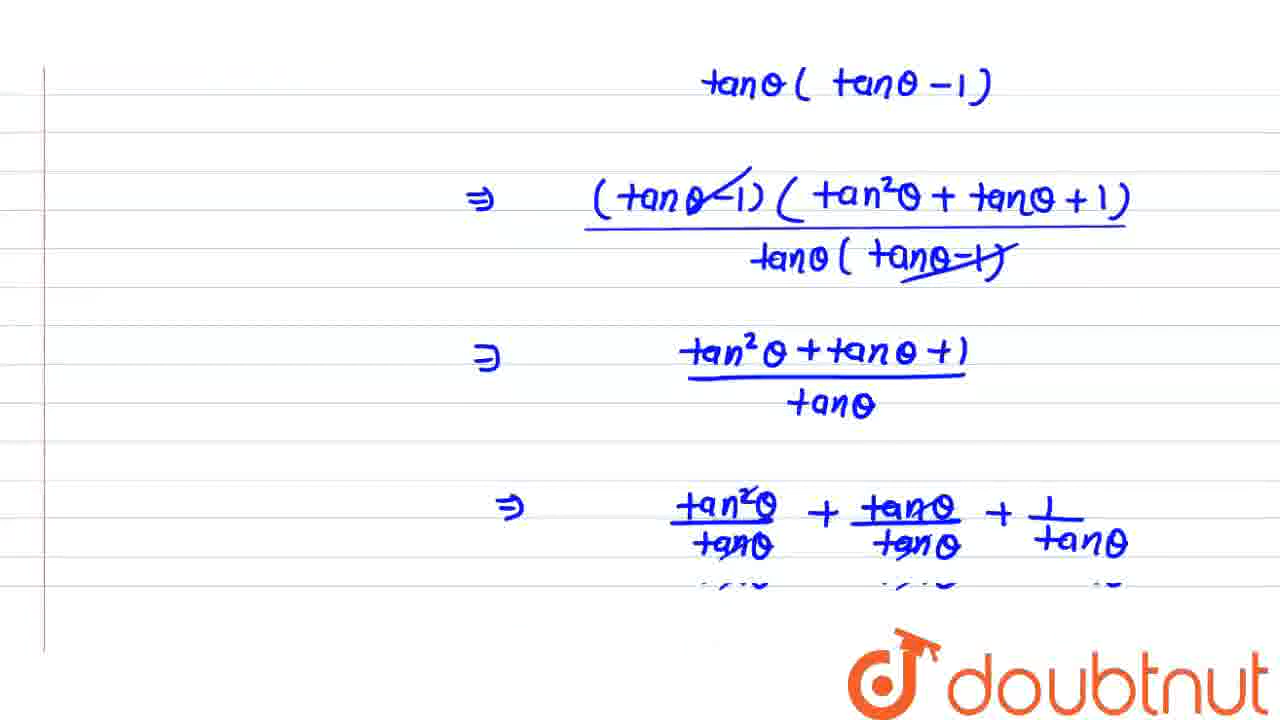 tanθ ( tanθ - 1 )
⇒ (tanθ - 1) ( tan²θ + tanθ + 1 )
tanθ ( tanθ - 1 )
⇒ tan²θ + tanθ + 1
tanθ
⇒ tan²θ + tanθ + 1
tanθ tanθ tanθ
doubtnut